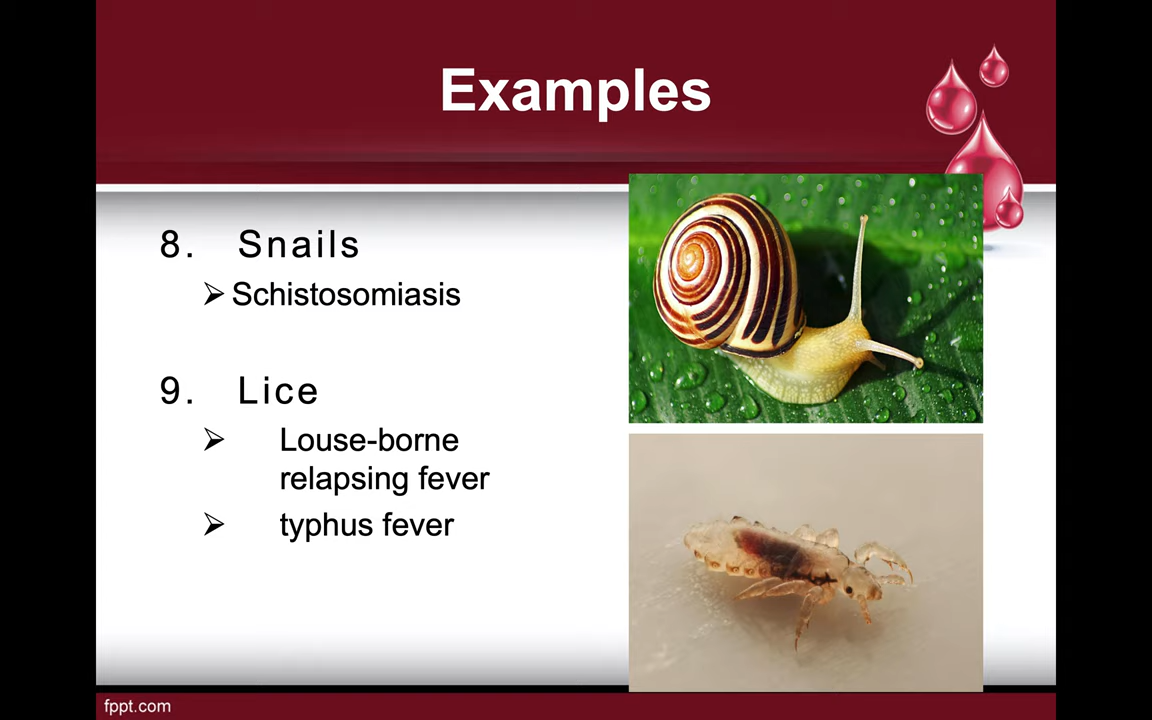 Examples
8. Snails
➢ Schistosomiasis
9. Lice
➢ Louse-borne
relapsing fever
➢ typhus fever
fppt.com